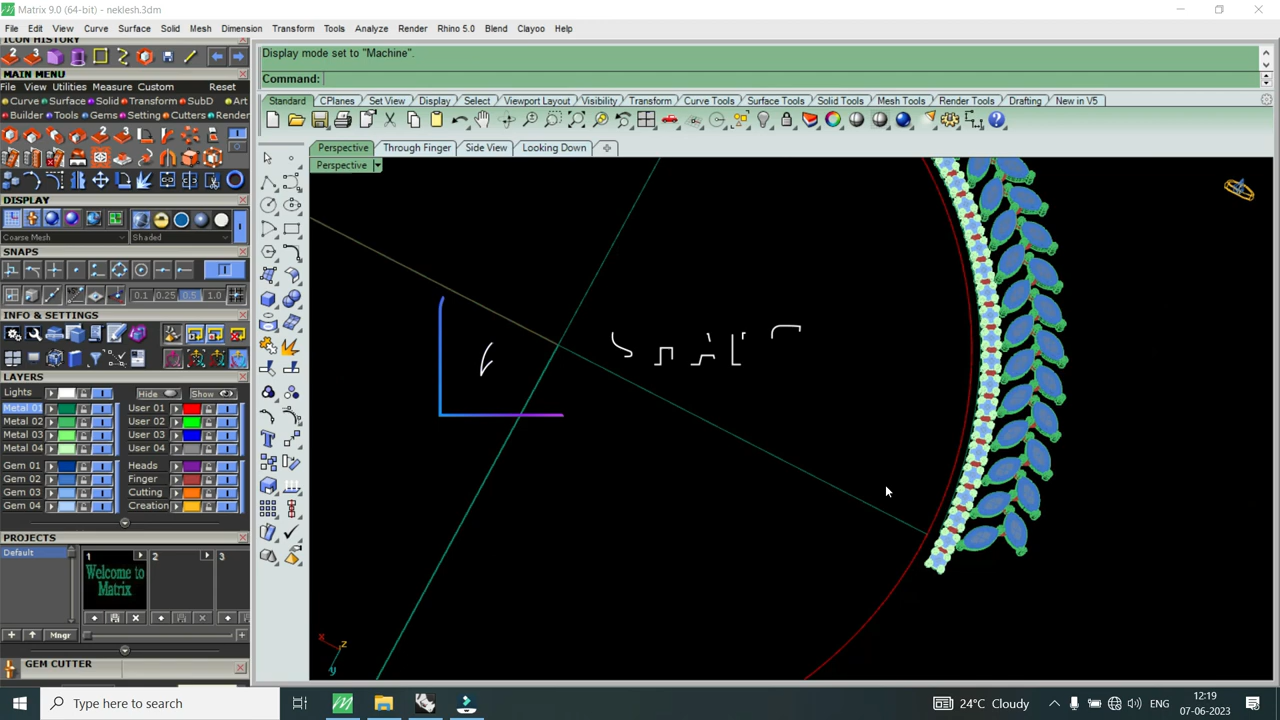 Matrix 9.0 (64-bit) - neklesh.3dm
File Edit View Curve Surface Solid Mesh Dimension Transform Tools Analyze Render Rhino 5.0 Blend Clayoo Help
ICON HISTORY
Display mode set to "Machine".
MAIN MENU
Command:
File View Utilities Measure Custom Reset
Standard CPlanes Set View Display Select Viewport Layout Visibility Transform Curve Tools Surface Tools Solid Tools Mesh Tools Render Tools Drafting New in V5
Curve Surface Solid Transform SubD Art
Builder Tools Gems Setting Cutters Render
Perspective Through Finger Side View Looking Down
Perspective
DISPLAY
Coarse Mesh Shaded
SNAPS
0.1 0.25 0.5 1.0
INFO & SETTINGS
LAYERS
Lights Hide Show
Metal 01 User 01
Metal 02 User 02
Metal 03 User 03
Metal 04 User 04
Gem 01 Heads
Gem 02 Finger
Gem 03 Cutting
Gem 04 Creation
PROJECTS
Default 1 2 3
Welcome to
Matrix
Mngr
GEM CUTTER
x z
y
Type here to search
24°C Cloudy
ENG
12:19
07-06-2023